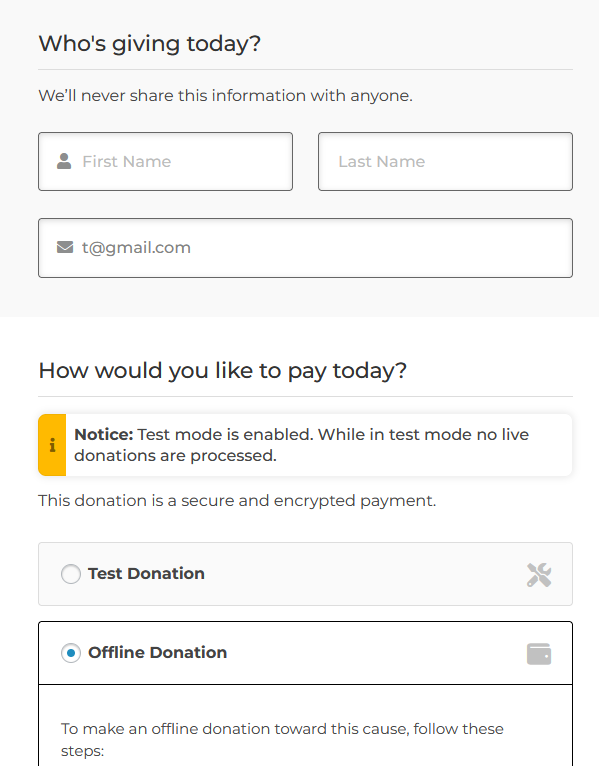 Who's giving today?
We’ll never share this information with anyone.
First Name
Last Name
t@gmail.com
How would you like to pay today?
Notice: Test mode is enabled. While in test mode no live
donations are processed.
This donation is a secure and encrypted payment.
Test Donation
Offline Donation
To make an offline donation toward this cause, follow these
steps: